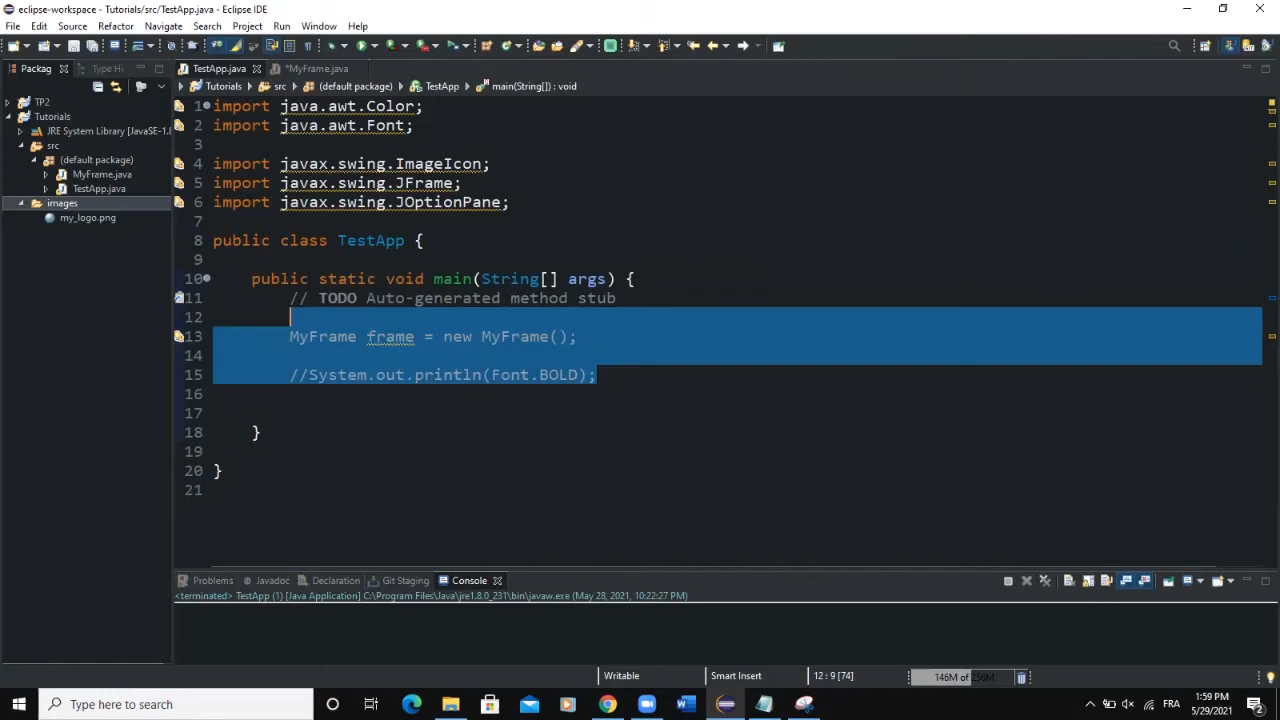 eclipse-workspace - Tutorials/src/TestApp.java - Eclipse IDE
File Edit Source Refactor Navigate Search Project Run Window Help
Packag Type Hi TestApp.java *MyFrame.java
Tutorials src (default package) TestApp main(String[]) : void
TP2
Tutorials
JRE System Library [JavaSE-1.8
src
(default package)
MyFrame.java
TestApp.java
images
my_logo.png
1 import java.awt.Color;
2 import java.awt.Font;
3
4 import javax.swing.ImageIcon;
5 import javax.swing.JFrame;
6 import javax.swing.JOptionPane;
7
8 public class TestApp {
9
10 public static void main(String[] args) {
11 // TODO Auto-generated method stub
12
13 MyFrame frame = new MyFrame();
14
15 //System.out.println(Font.BOLD);
16
17
18 }
19
20 }
21
Problems Javadoc Declaration Git Staging Console
<terminated> TestApp (1) [Java Application] C:\Program Files\Java\jre1.8.0_231\bin\javaw.exe (May 28, 2021, 10:22:27 PM)
Writable Smart Insert 12 : 9 [74] 146M of 256M
Type here to search FRA 1:59 PM
5/29/2021 2